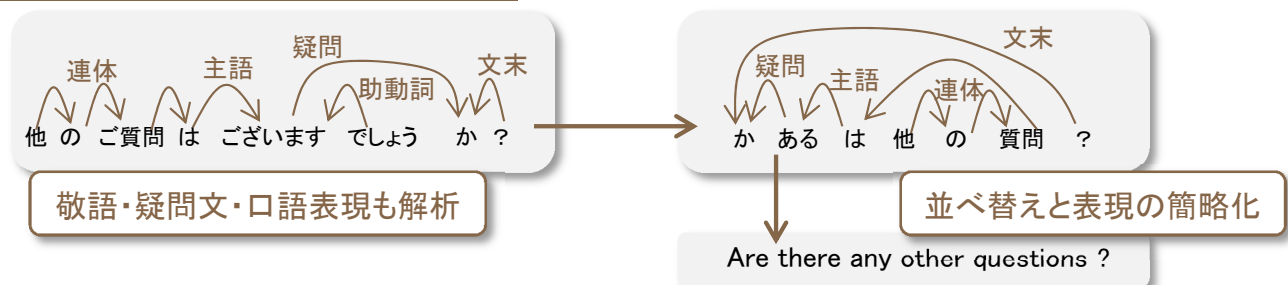 疑問
連体
主語
文末
助動詞
他 の ご質問 は ございます でしょう か ?
敬語・疑問文・口語表現も解析
文末
疑問
主語
連体
か ある は 他 の 質問 ?
並べ替えと表現の簡略化
Are there any other questions ?